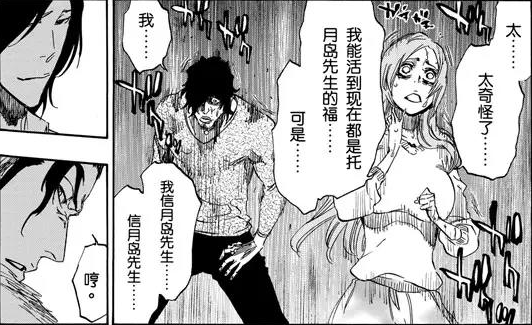 太……
太奇怪了……
我能活到现在都是托
月岛先生的福……
可是……
我……
我信月岛先生…
信月岛先生……
哼。